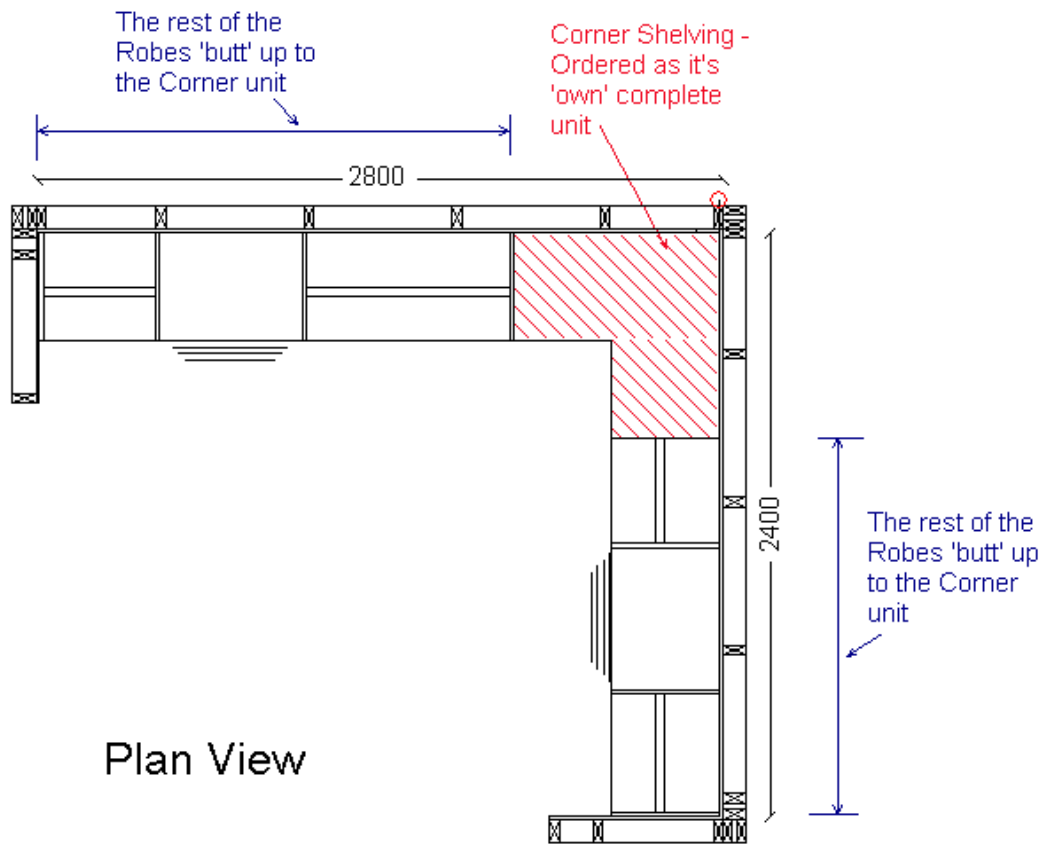 The rest of the
Robes 'butt' up to
the Corner unit
Corner Shelving -
Ordered as it's
'own' complete
unit
2800
2400
The rest of the
Robes 'butt' up
to the Corner
unit
Plan View